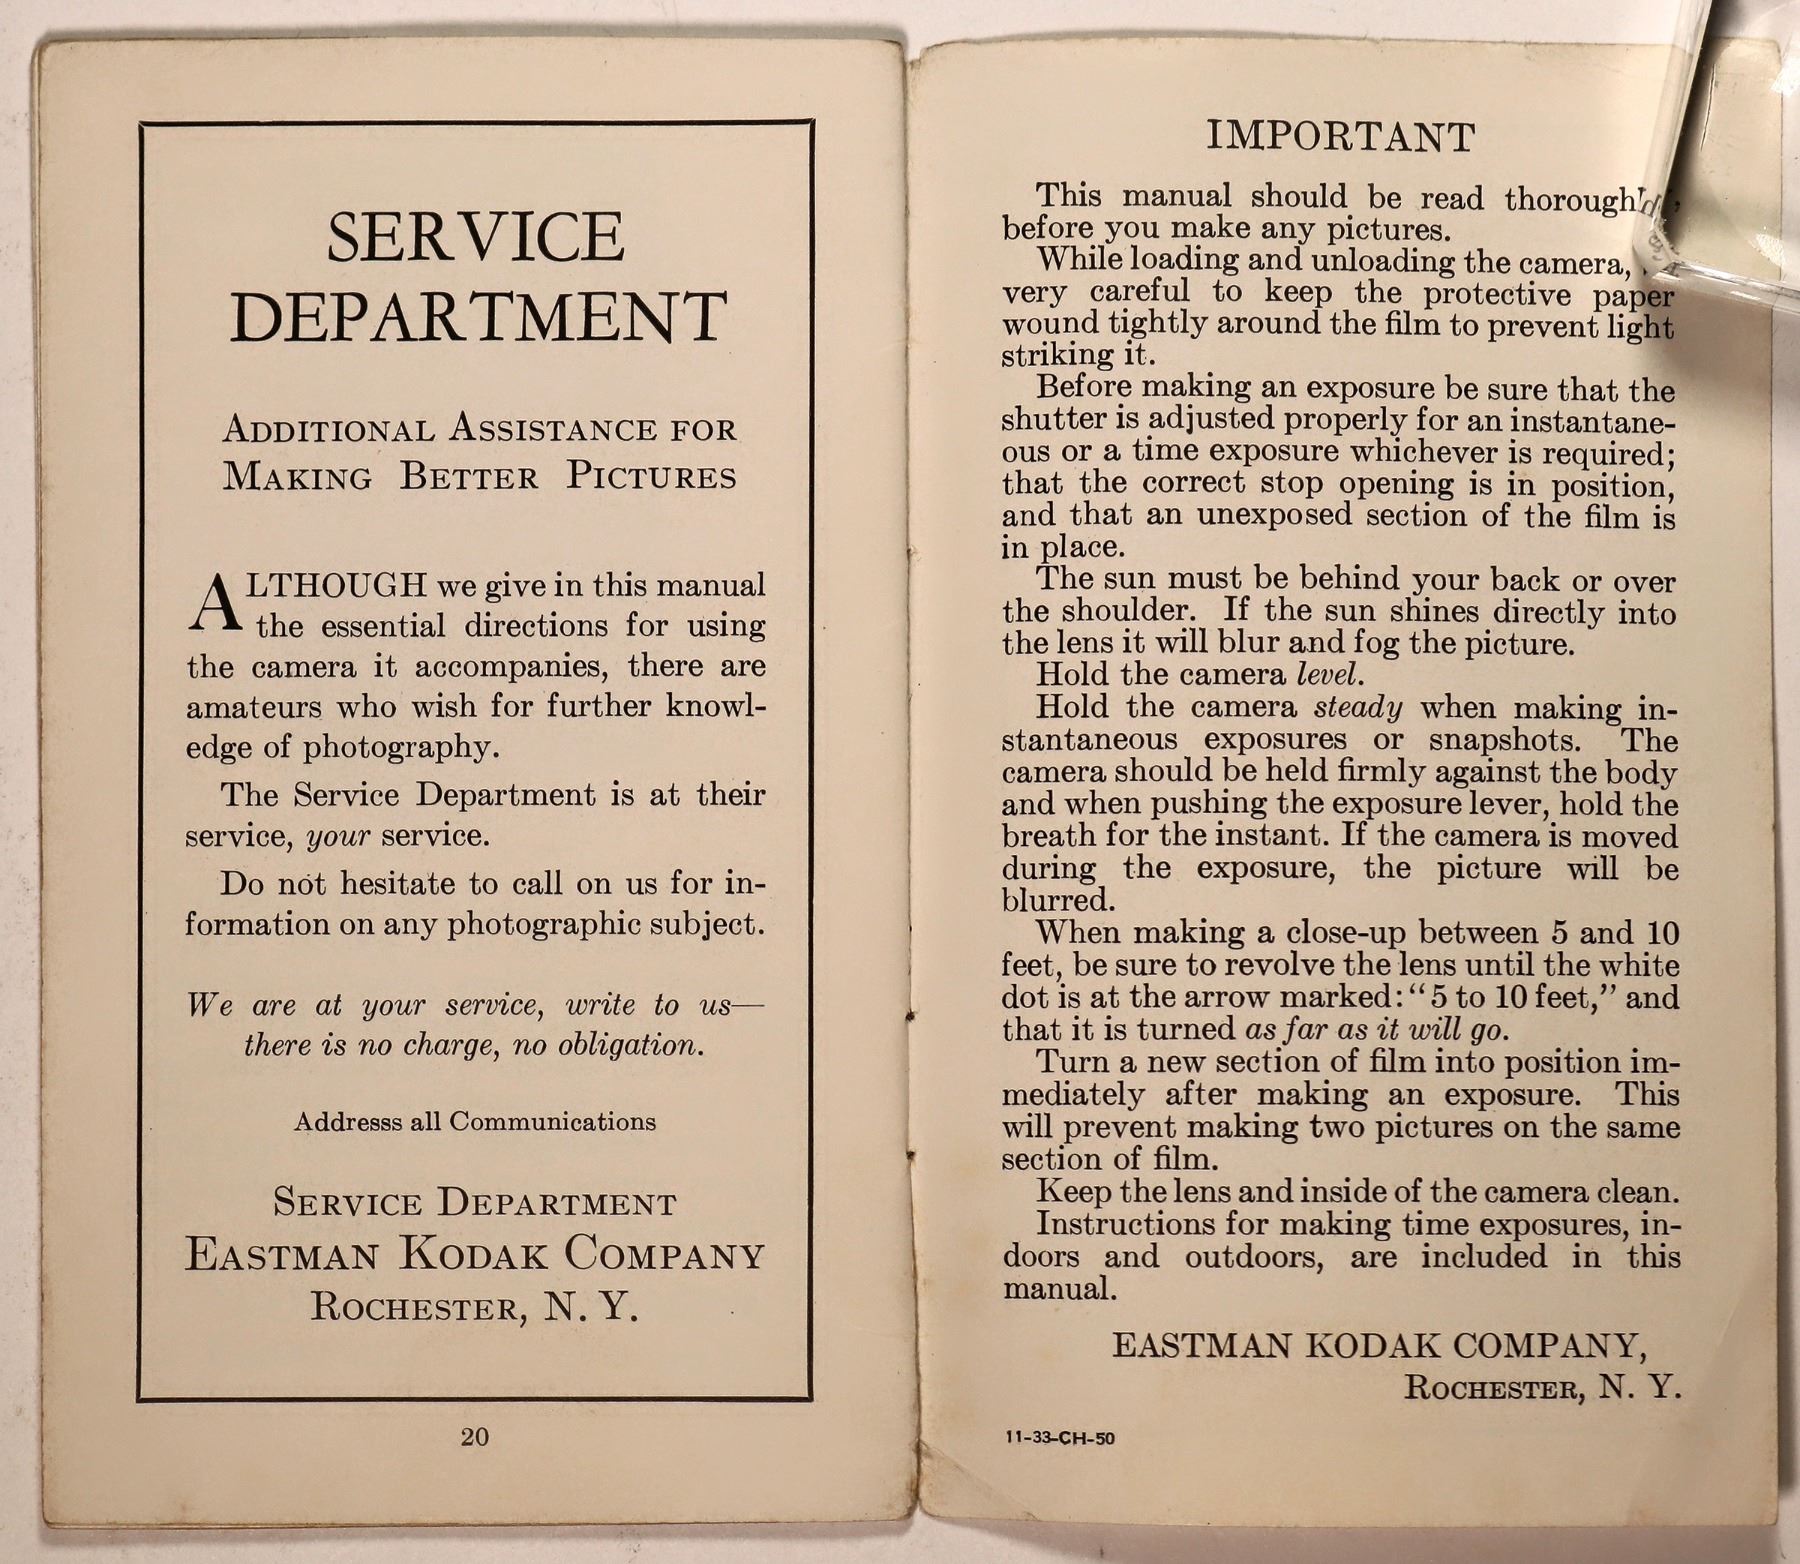 SERVICE
DEPARTMENT
ADDITIONAL ASSISTANCE FOR
MAKING BETTER PICTURES
ALTHOUGH we give in this manual
the essential directions for using
the camera it accompanies, there are
amateurs who wish for further knowl-
edge of photography.
The Service Department is at their
service, your service.
Do not hesitate to call on us for in-
formation on any photographic subject.
We are at your service, write to us—
there is no charge, no obligation.
Addresss all Communications
SERVICE DEPARTMENT
EASTMAN KODAK COMPANY
ROCHESTER, N. Y.
20
IMPORTANT
This manual should be read
before you make any pictures.
While loading and unloading the camera,
very careful to keep the protective paper
wound tightly around the film to prevent light
striking it.
Before making an exposure be sure that the
shutter is adjusted properly for an instantane-
ous or a time exposure whichever is required;
that the correct stop opening is in position,
and that an unexposed section of the film is
in place.
The sun must be behind your back or over
the shoulder. If the sun shines directly into
the lens it will blur and fog the picture.
Hold the camera level.
Hold the camera steady when making in-
stantaneous exposures or snapshots. The
camera should be held firmly against the body
and when pushing the exposure lever, hold the
breath for the instant. If the camera is moved
during the exposure, the picture will be
blurred.
When making a close-up between 5 and 10
feet, be sure to revolve the lens until the white
dot is at the arrow marked: "5 to 10 feet," and
that it is turned as far as it will go.
Turn a new section of film into position im-
mediately after making an exposure. This
will prevent making two pictures on the same
section of film.
Keep the lens and inside of the camera clean.
Instructions for making time exposures, in-
doors and outdoors, are included in this
manual.
EASTMAN KODAK COMPANY,
ROCHESTER, N. Y.
11-33-CH-50